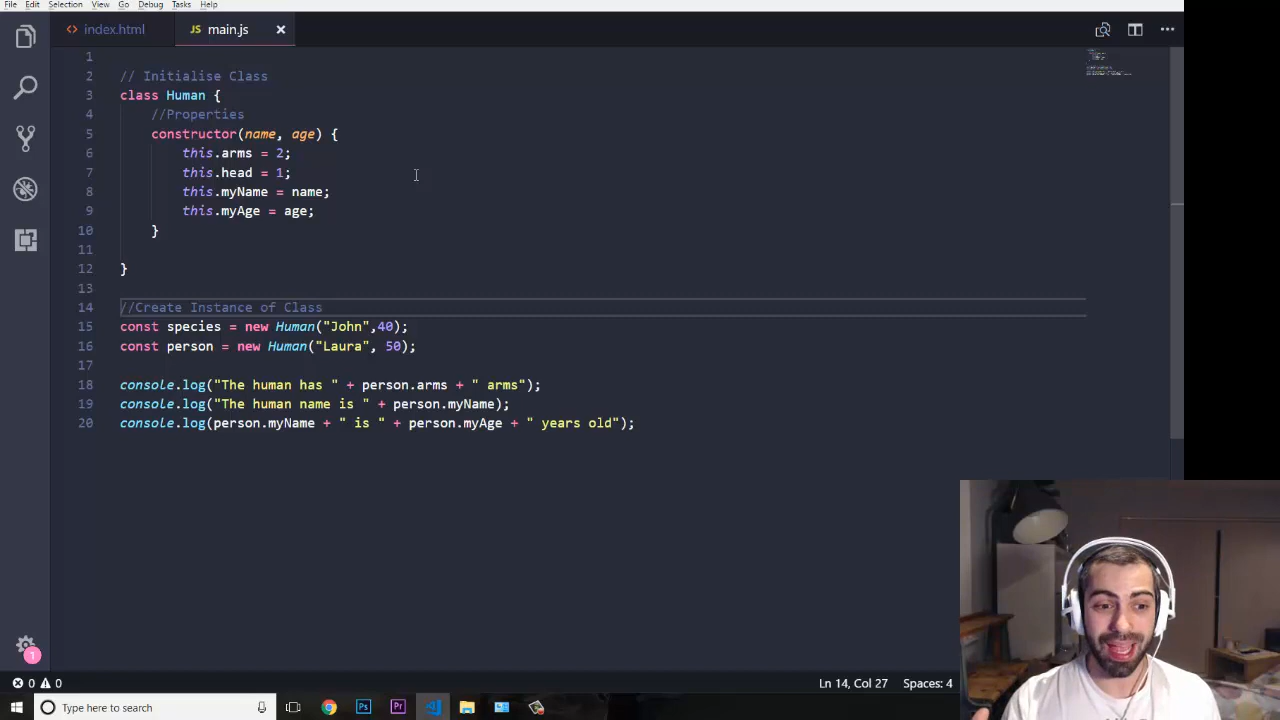 File Edit Selection View Go Debug Tasks Help
index.html main.js
JS
1
2 // Initialise Class
3 class Human {
4 //Properties
5 constructor(name, age) {
6 this.arms = 2;
7 this.head = 1;
8 this.myName = name;
9 this.myAge = age;
10 }
11
12 }
13
14 //Create Instance of Class
15 const species = new Human("John",40);
16 const person = new Human("Laura", 50);
17
18 console.log("The human has " + person.arms + " arms");
19 console.log("The human name is " + person.myName);
20 console.log(person.myName + " is " + person.myAge + " years old");
1
0 0 Ln 14, Col 27 Spaces: 4
Type here to search Ps Pr